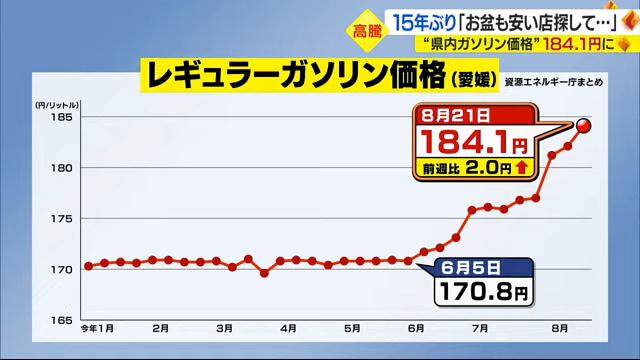 高騰
15年ぶり「お盆も安い店探して…」
“県内ガソリン価格”184.1円に
レギュラーガソリン価格(愛媛)
資源エネルギー庁まとめ
(円/リットル)
185
180
175
170
165
8月21日
184.1円
前週比 2.0円↑
6月5日
170.8円
今年1月 2月 3月 4月 5月 6月 7月 8月